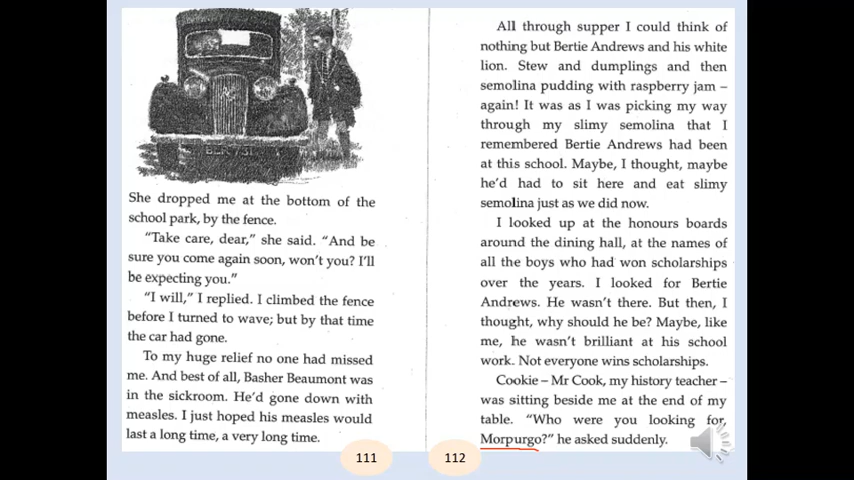 She dropped me at the bottom of the
school park, by the fence.
"Take care, dear," she said. "And be
sure you come again soon, won't you? I'll
be expecting you."
"I will," I replied. I climbed the fence
before I turned to wave; but by that time
the car had gone.
To my huge relief no one had missed
me. And best of all, Basher Beaumont was
in the sickroom. He'd gone down with
measles. I just hoped his measles would
last a long time, a very long time.
111
All through supper I could think of
nothing but Bertie Andrews and his white
lion. Stew and dumplings and then
semolina pudding with raspberry jam –
again! It was as I was picking my way
through my slimy semolina that I
remembered Bertie Andrews had been
at this school. Maybe, I thought, maybe
he'd had to sit here and eat slimy
semolina just as we did now.
I looked up at the honours boards
around the dining hall, at the names of
all the boys who had won scholarships
over the years. I looked for Bertie
Andrews. He wasn't there. But then, I
thought, why should he be? Maybe, like
me, he wasn't brilliant at his school
work. Not everyone wins scholarships.
Cookie – Mr Cook, my history teacher –
was sitting beside me at the end of my
table. "Who were you looking for,
Morpurgo?" he asked suddenly.
112